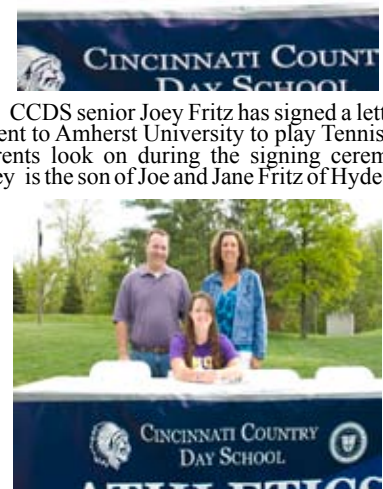 CINCINNATI COUNT
DAY SCHOOL
CCDS senior Joey Fritz has signed a lett
ent to Amherst University to play Tennis
rents look on during the signing cerem
ey is the son of Joe and Jane Fritz of Hyde
CINCINNATI COUNTRY
DAY SCHOOL
ATHLETICS